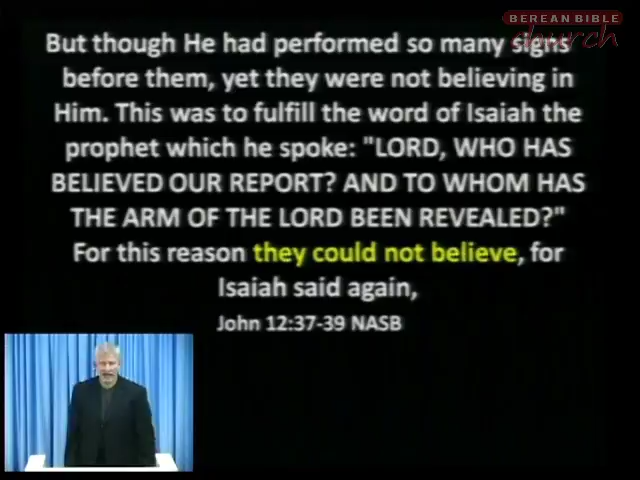 BEREAN BIBLE
church
But though He had performed so many signs
before them, yet they were not believing in
Him. This was to fulfill the word of Isaiah the
prophet which he spoke: "LORD, WHO HAS
BELIEVED OUR REPORT? AND TO WHOM HAS
THE ARM OF THE LORD BEEN REVEALED?"
For this reason they could not believe, for
Isaiah said again,
John 12:37-39 NASB